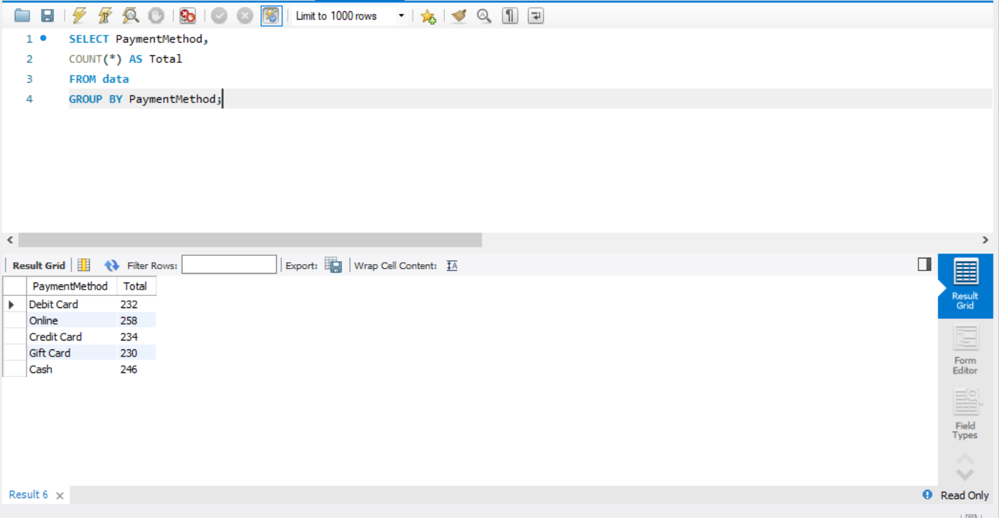 Limit to 1000 rows
1 SELECT PaymentMethod,
2 COUNT(*) AS Total
3 FROM data
4 GROUP BY PaymentMethod;
Result Grid Filter Rows: Export: Wrap Cell Content:
PaymentMethod Total
Debit Card 232
Online 258
Credit Card 234
Gift Card 230
Cash 246
Result
Grid
Form
Editor
Field
Types
Result 6 Read Only